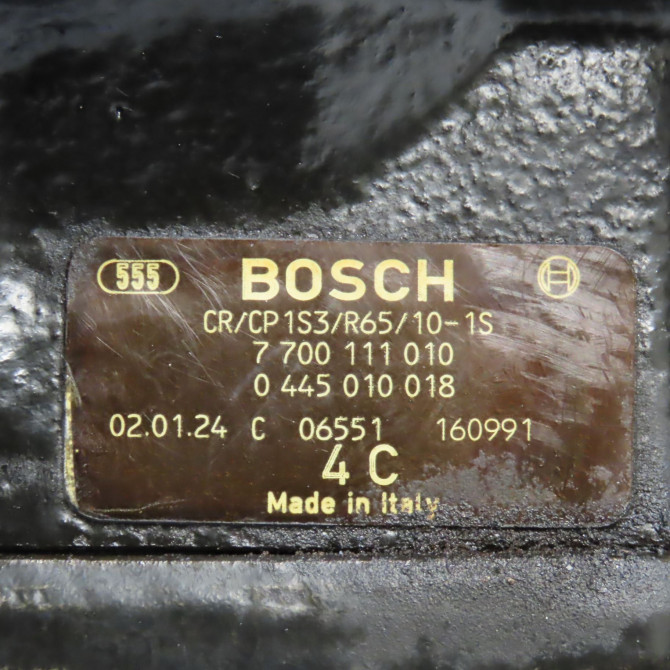 555 BOSCH
CR/CP1S3/R65/10-1S
7 700 111 010
0 445 010 018
02.01.24 C 06551 160991
4 C
Made in Italy